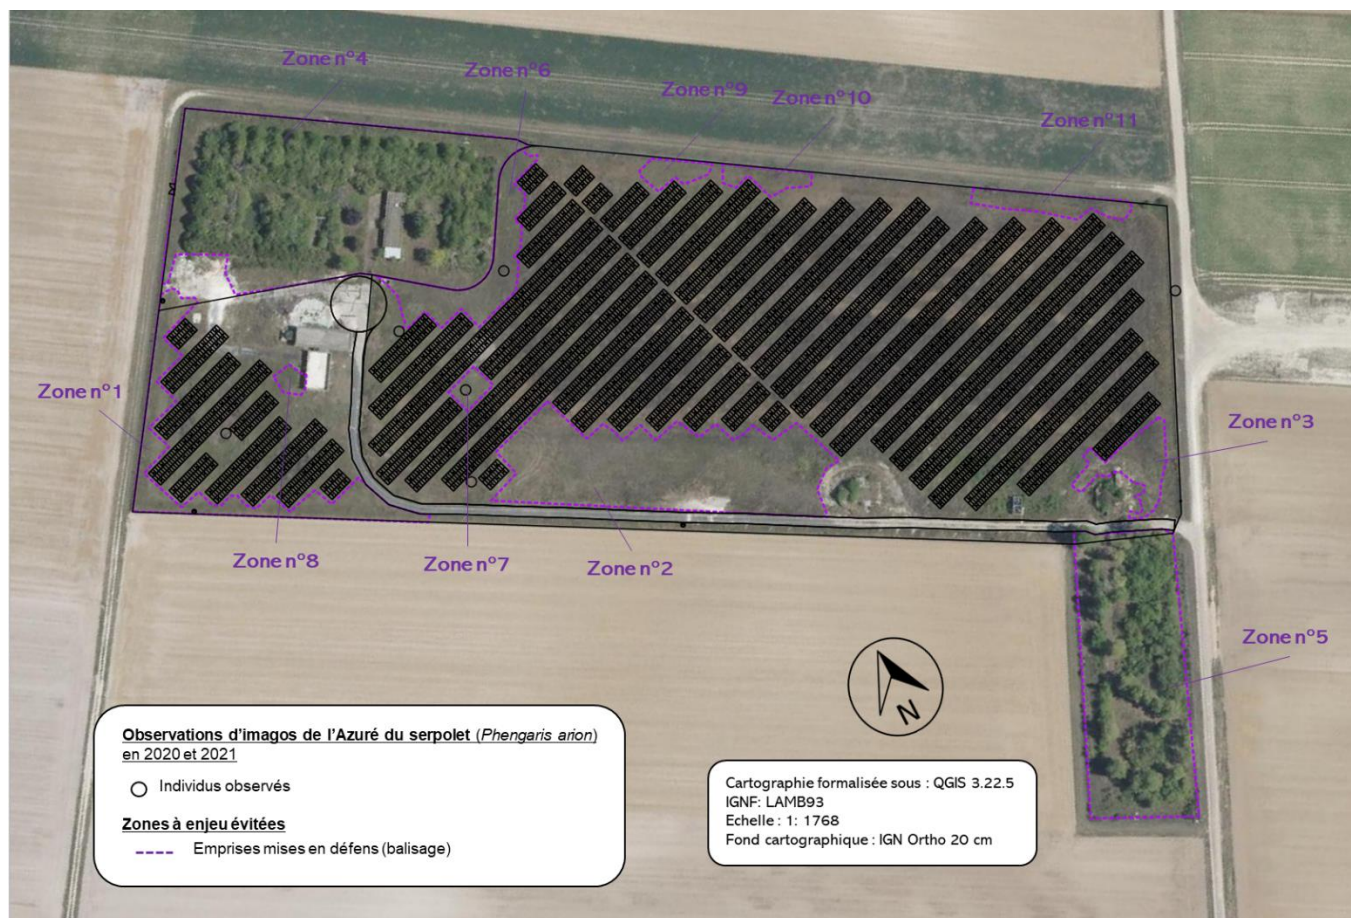 Zone n°4
Zone n°6
Zone n°9
Zone n°10
Zone n°11
Zone n°1
Zone n°3
Zone n°8
Zone n°7
Zone n°2
Zone n°5
N
Observations d’imagos de l’Azuré du serpolet (Phengaris arion)
en 2020 et 2021
Individus observés
Zones à enjeu évitées
Emprises mises en défens (balisage)
Cartographie formalisée sous : QGIS 3.22.5
IGNF: LAMB93
Echelle : 1: 1768
Fond cartographique : IGN Ortho 20 cm